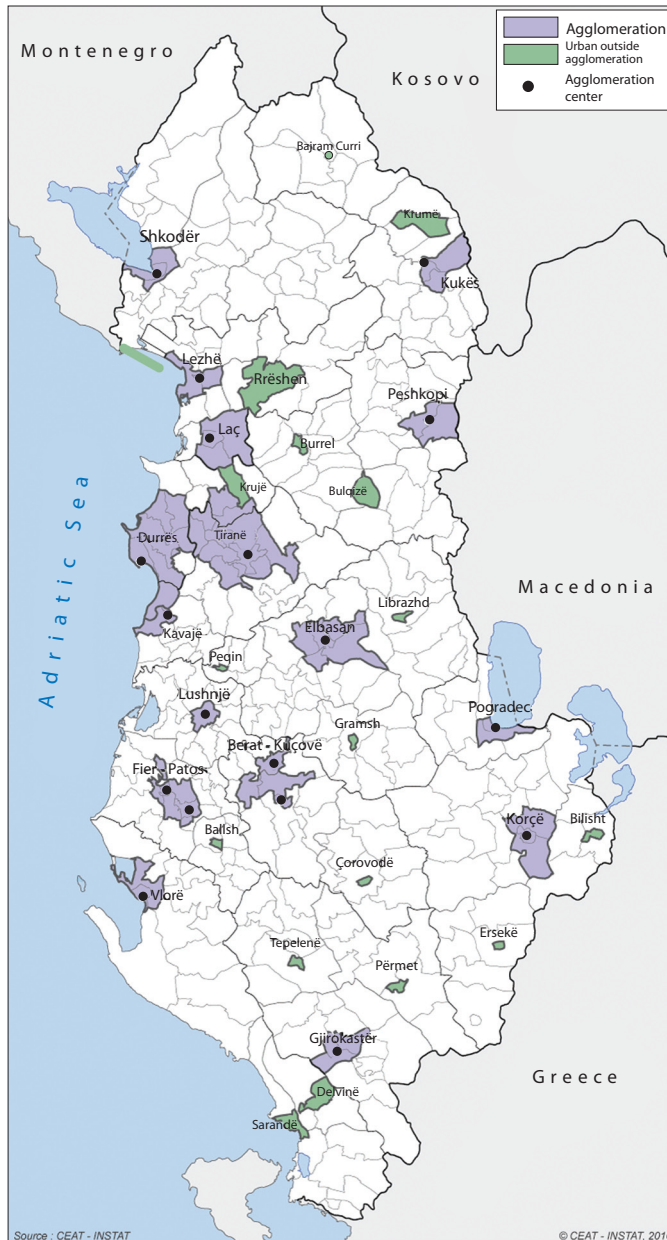 Montenegro
Agglomeration
Urban outside
agglomeration
Agglomeration
center
Kosovo
Bajram Curri
Krumë
Shkodër
Kukës
Lezhë
Rrëshen
Peshkopi
Laç
Burrel
Krujë
Bulqizë
Adriatic Sea
Durrës
Tiranë
Macedonia
Librazhd
Kavajë
Elbasan
Peqin
Lushnjë
Pogradec
Gramsh
Berat - Kuçovë
Fier - Patos
Ballsh
Korçë
Bilisht
Çorovodë
Vlorë
Ersekë
Tepelenë
Përmet
Gjirokastër
Greece
Delvinë
Sarandë
Source : CEAT - INSTAT
© CEAT - INSTAT, 201